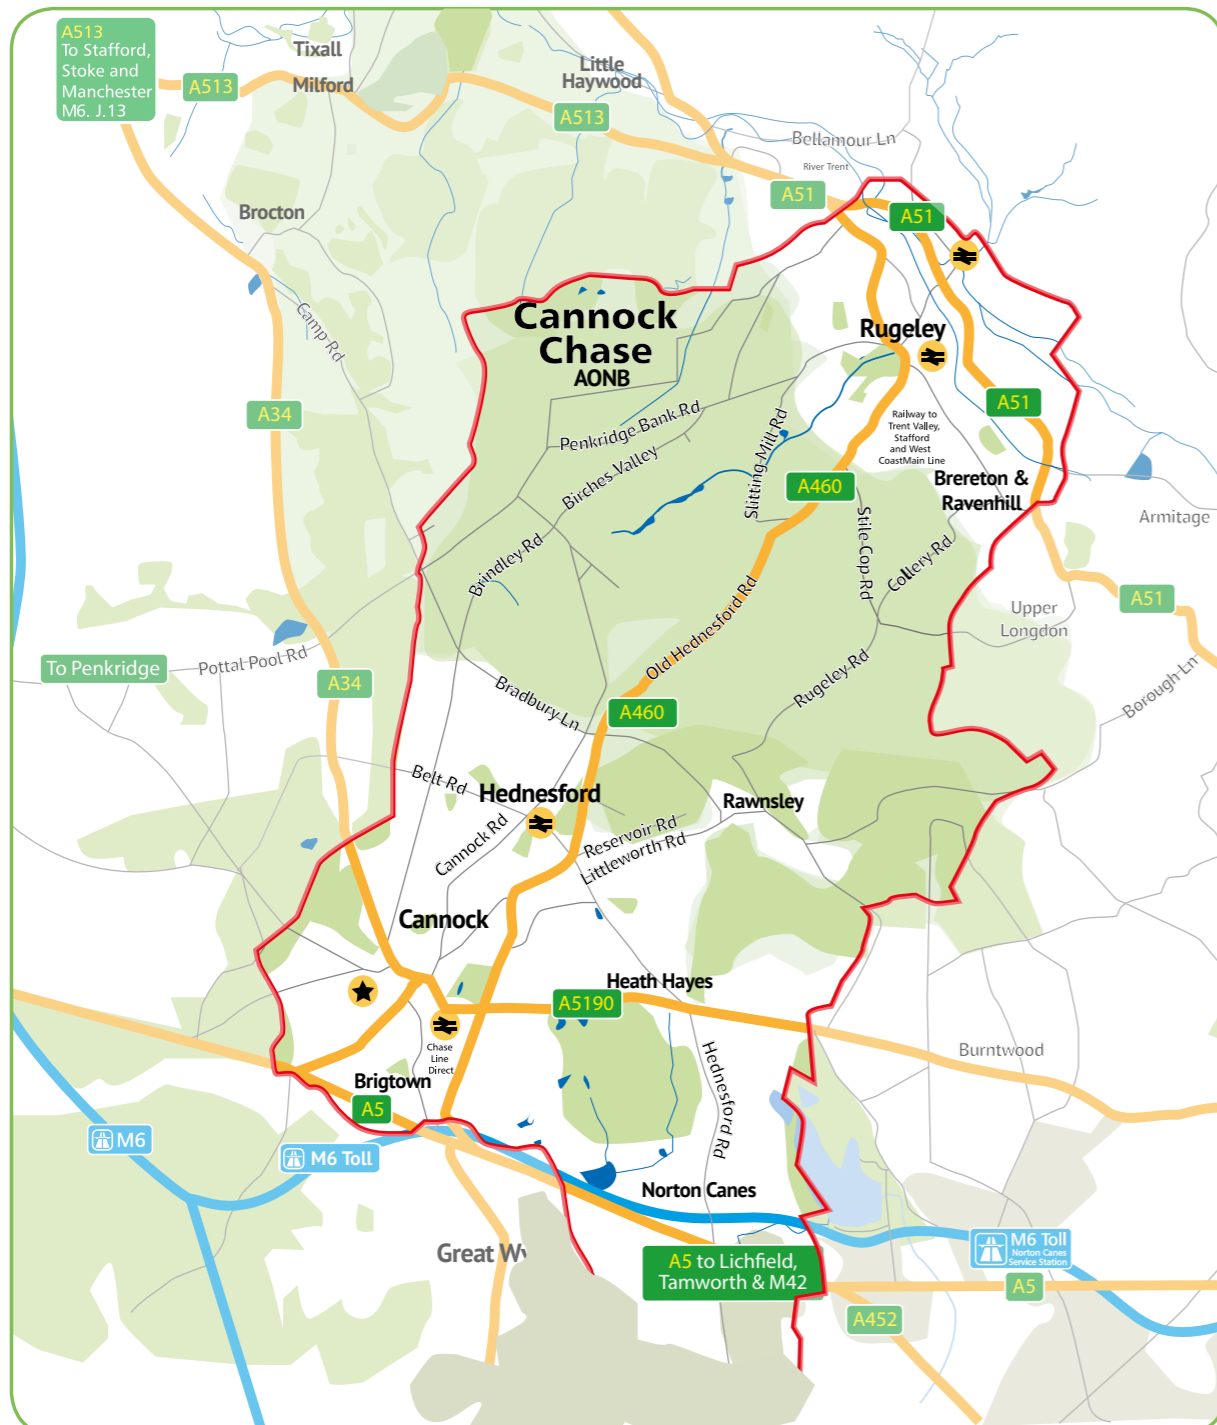 A513
To Stafford,
Stoke and
Manchester
M6. J.13
A513
Tixall
Milford
Little
Haywood
A513
Bellamour Ln
River Trent
A51
A51
Brocton
Camp Rd
Cannock
Chase
AONB
Rugeley
A34
A51
Penkridge Bank Rd
Birches Valley
Slitting Mill Rd
Railway to
Trent Valley,
Stafford
and West
CoastMain Line
A460
Brereton &
Ravenhill
Armitage
Brindley Rd
Stile Cop Rd
Collery Rd
A51
Upper
Longdon
Old Hednesford Rd
To Penkridge
Pottal Pool Rd
A34
Bradbury Ln
A460
Rugeley Rd
Borough Ln
Belt Rd
Hednesford
Rawnsley
Cannock Rd
Reservoir Rd
Littleworth Rd
Cannock
Heath Hayes
A5190
Chase
Line
Direct
Burntwood
Hednesford Rd
Brigtown
A5
M6
M6 Toll
Norton Canes
Great Wy
M6 Toll
Norton Canes
Service Station
A5 to Lichfield,
Tamworth & M42
A5
A452